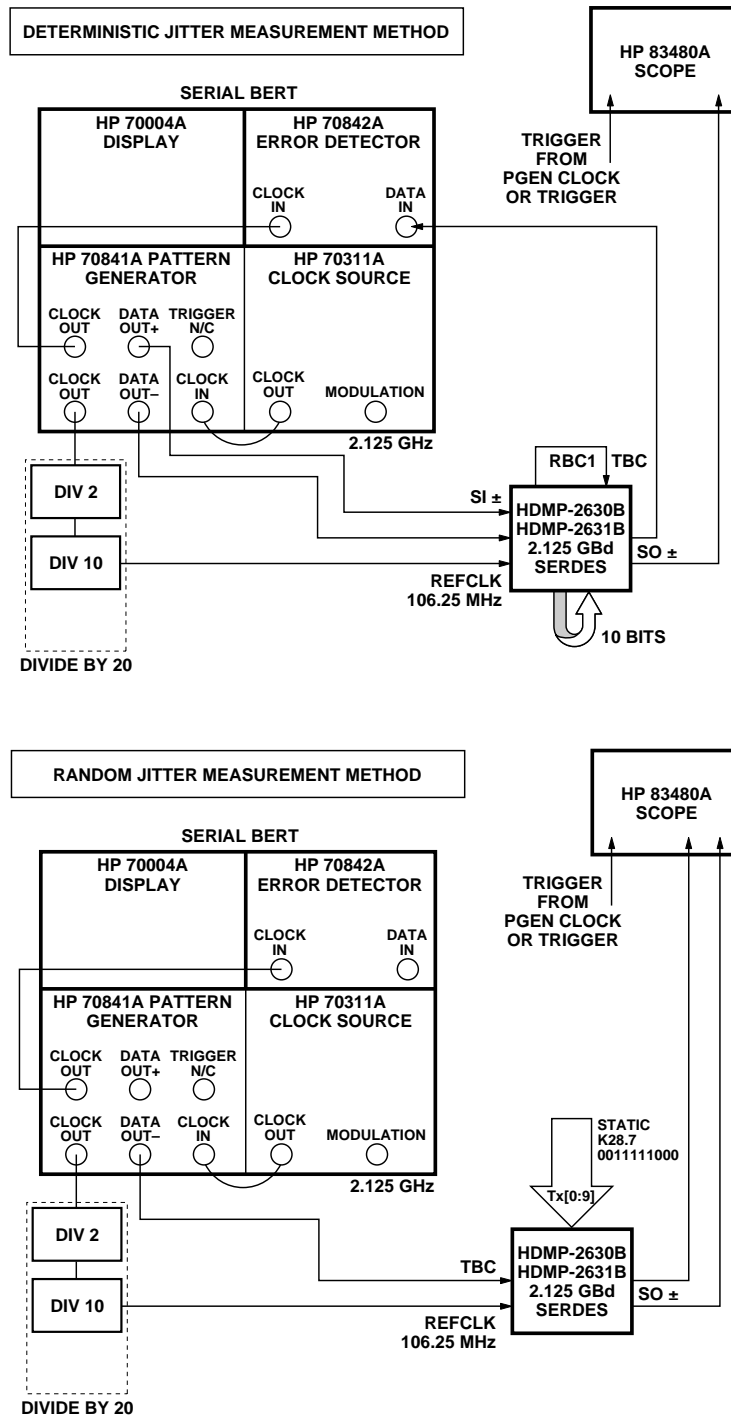 DETERMINISTIC JITTER MEASUREMENT METHOD
HP 83480A
SCOPE
SERIAL BERT
HP 70004A
DISPLAY
HP 70842A
ERROR DETECTOR
TRIGGER
FROM
PGEN CLOCK
OR TRIGGER
CLOCK
IN
DATA
IN
HP 70841A PATTERN
GENERATOR
HP 70311A
CLOCK SOURCE
CLOCK
OUT
DATA
OUT+
TRIGGER
N/C
CLOCK
OUT
DATA
OUT–
CLOCK
IN
CLOCK
OUT
MODULATION
2.125 GHz
DIV 2
DIV 10
DIVIDE BY 20
RBC1
TBC
SI ±
HDMP-2630B
HDMP-2631B
2.125 GBd
SERDES
SO ±
REFCLK
106.25 MHz
10 BITS
RANDOM JITTER MEASUREMENT METHOD
HP 83480A
SCOPE
SERIAL BERT
HP 70004A
DISPLAY
HP 70842A
ERROR DETECTOR
TRIGGER
FROM
PGEN CLOCK
OR TRIGGER
CLOCK
IN
DATA
IN
HP 70841A PATTERN
GENERATOR
HP 70311A
CLOCK SOURCE
CLOCK
OUT
DATA
OUT+
TRIGGER
N/C
CLOCK
OUT
DATA
OUT–
CLOCK
IN
CLOCK
OUT
MODULATION
2.125 GHz
STATIC
K28.7
0011111000
Tx[0:9]
DIV 2
DIV 10
DIVIDE BY 20
TBC
HDMP-2630B
HDMP-2631B
2.125 GBd
SERDES
SO ±
REFCLK
106.25 MHz